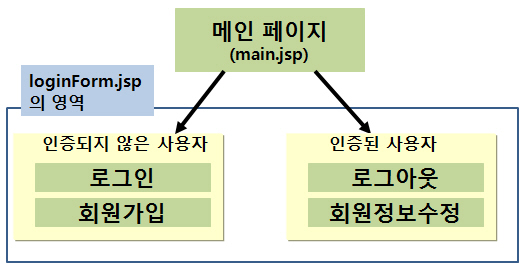 메인 페이지
(main.jsp)
loginForm.jsp
의 영역
인증되지 않은 사용자
로그인
회원가입
인증된 사용자
로그아웃
회원정보수정